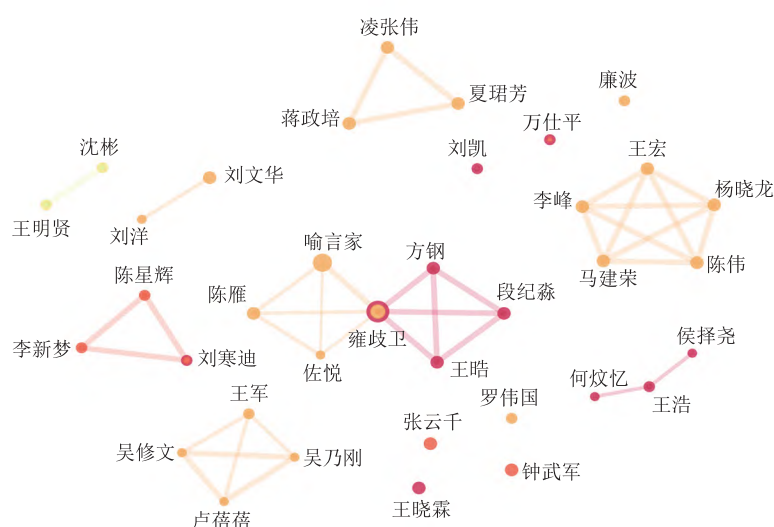 凌张伟
夏珺芳
蒋政培
廉波
万仕平
刘凯
沈彬
王明贤
刘文华
刘洋
王宏
杨晓龙
李峰
马建荣
陈伟
喻言家
方钢
陈雁
段纪淼
雍歧卫
佐悦
王晧
陈星辉
李新梦
刘寒迪
侯择尧
何炆忆
王浩
王军
吴修文
吴乃刚
卢蓓蓓
罗伟国
张云千
钟武军
王晓霖